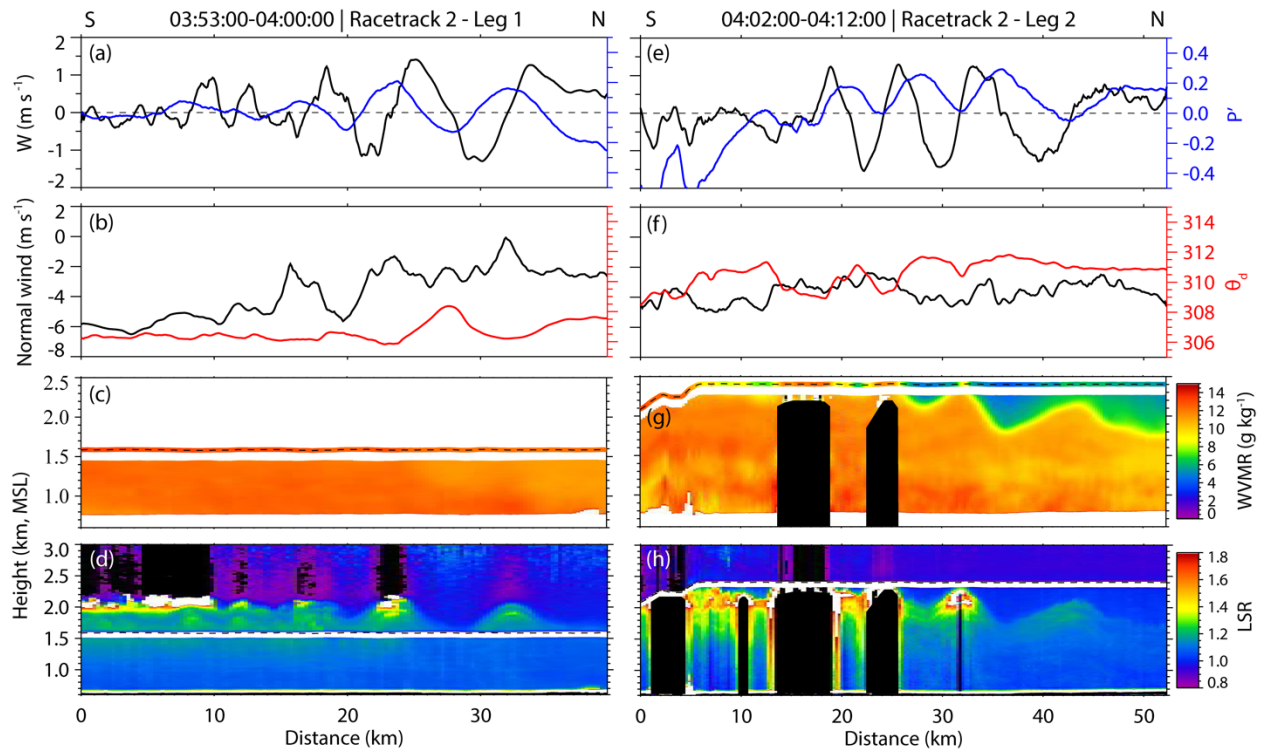 S 03:53:00-04:00:00 | Racetrack 2 - Leg 1 N
S 04:02:00-04:12:00 | Racetrack 2 - Leg 2 N
(a)
W (m s⁻¹)
2
1
0
-1
-2
(e)
P'
0.4
0.2
0.0
-0.2
-0.4
(b)
Normal wind (m s⁻¹)
2
0
-2
-4
-6
-8
(f)
θd
314
312
310
308
306
(c)
Height (km, MSL)
2.5
2.0
1.5
1.0
(g)
WVMR (g kg⁻¹)
14
12
10
8
6
4
2
0
(d)
3.0
2.5
2.0
1.5
1.0
(h)
LSR
1.8
1.6
1.4
1.2
1.0
0.8
0 10 20 30
Distance (km)
0 10 20 30 40 50
Distance (km)